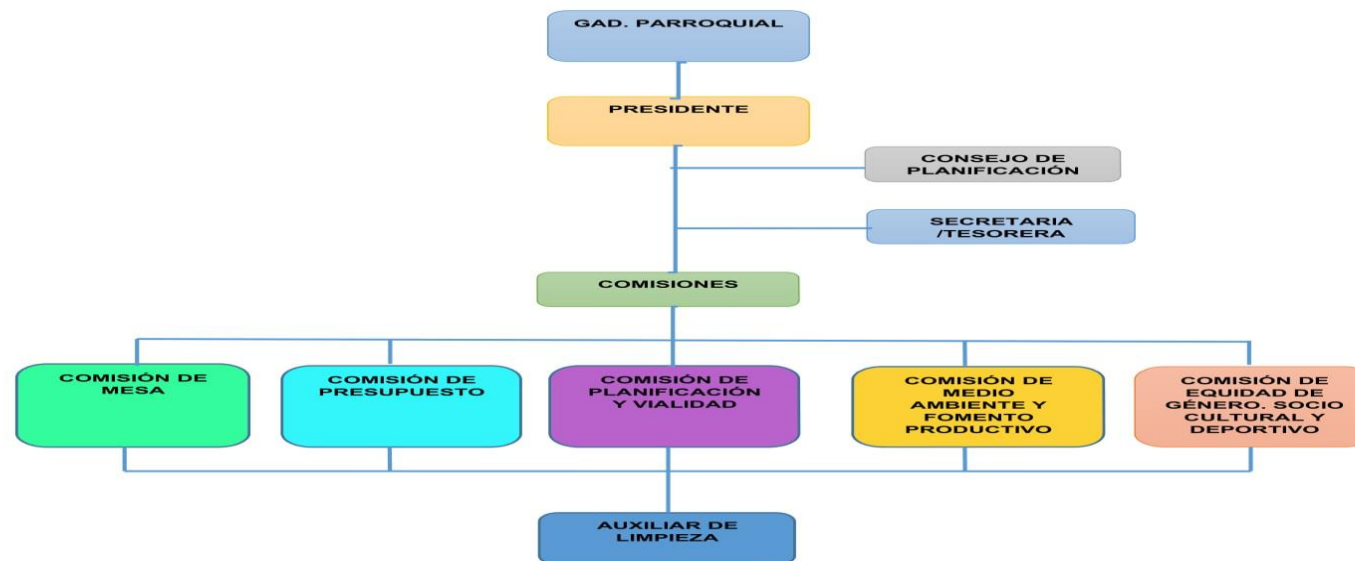 GAD. PARROQUIAL
PRESIDENTE
CONSEJO DE
PLANIFICACIÓN
SECRETARIA
/TESORERA
COMISIONES
COMISIÓN DE
MESA
COMISIÓN DE
PRESUPUESTO
COMISIÓN DE
PLANIFICACIÓN
Y VIALIDAD
COMISIÓN DE
MEDIO
AMBIENTE Y
FOMENTO
PRODUCTIVO
COMISIÓN DE
EQUIDAD DE
GÉNERO. SOCIO
CULTURAL Y
DEPORTIVO
AUXILIAR DE
LIMPIEZA